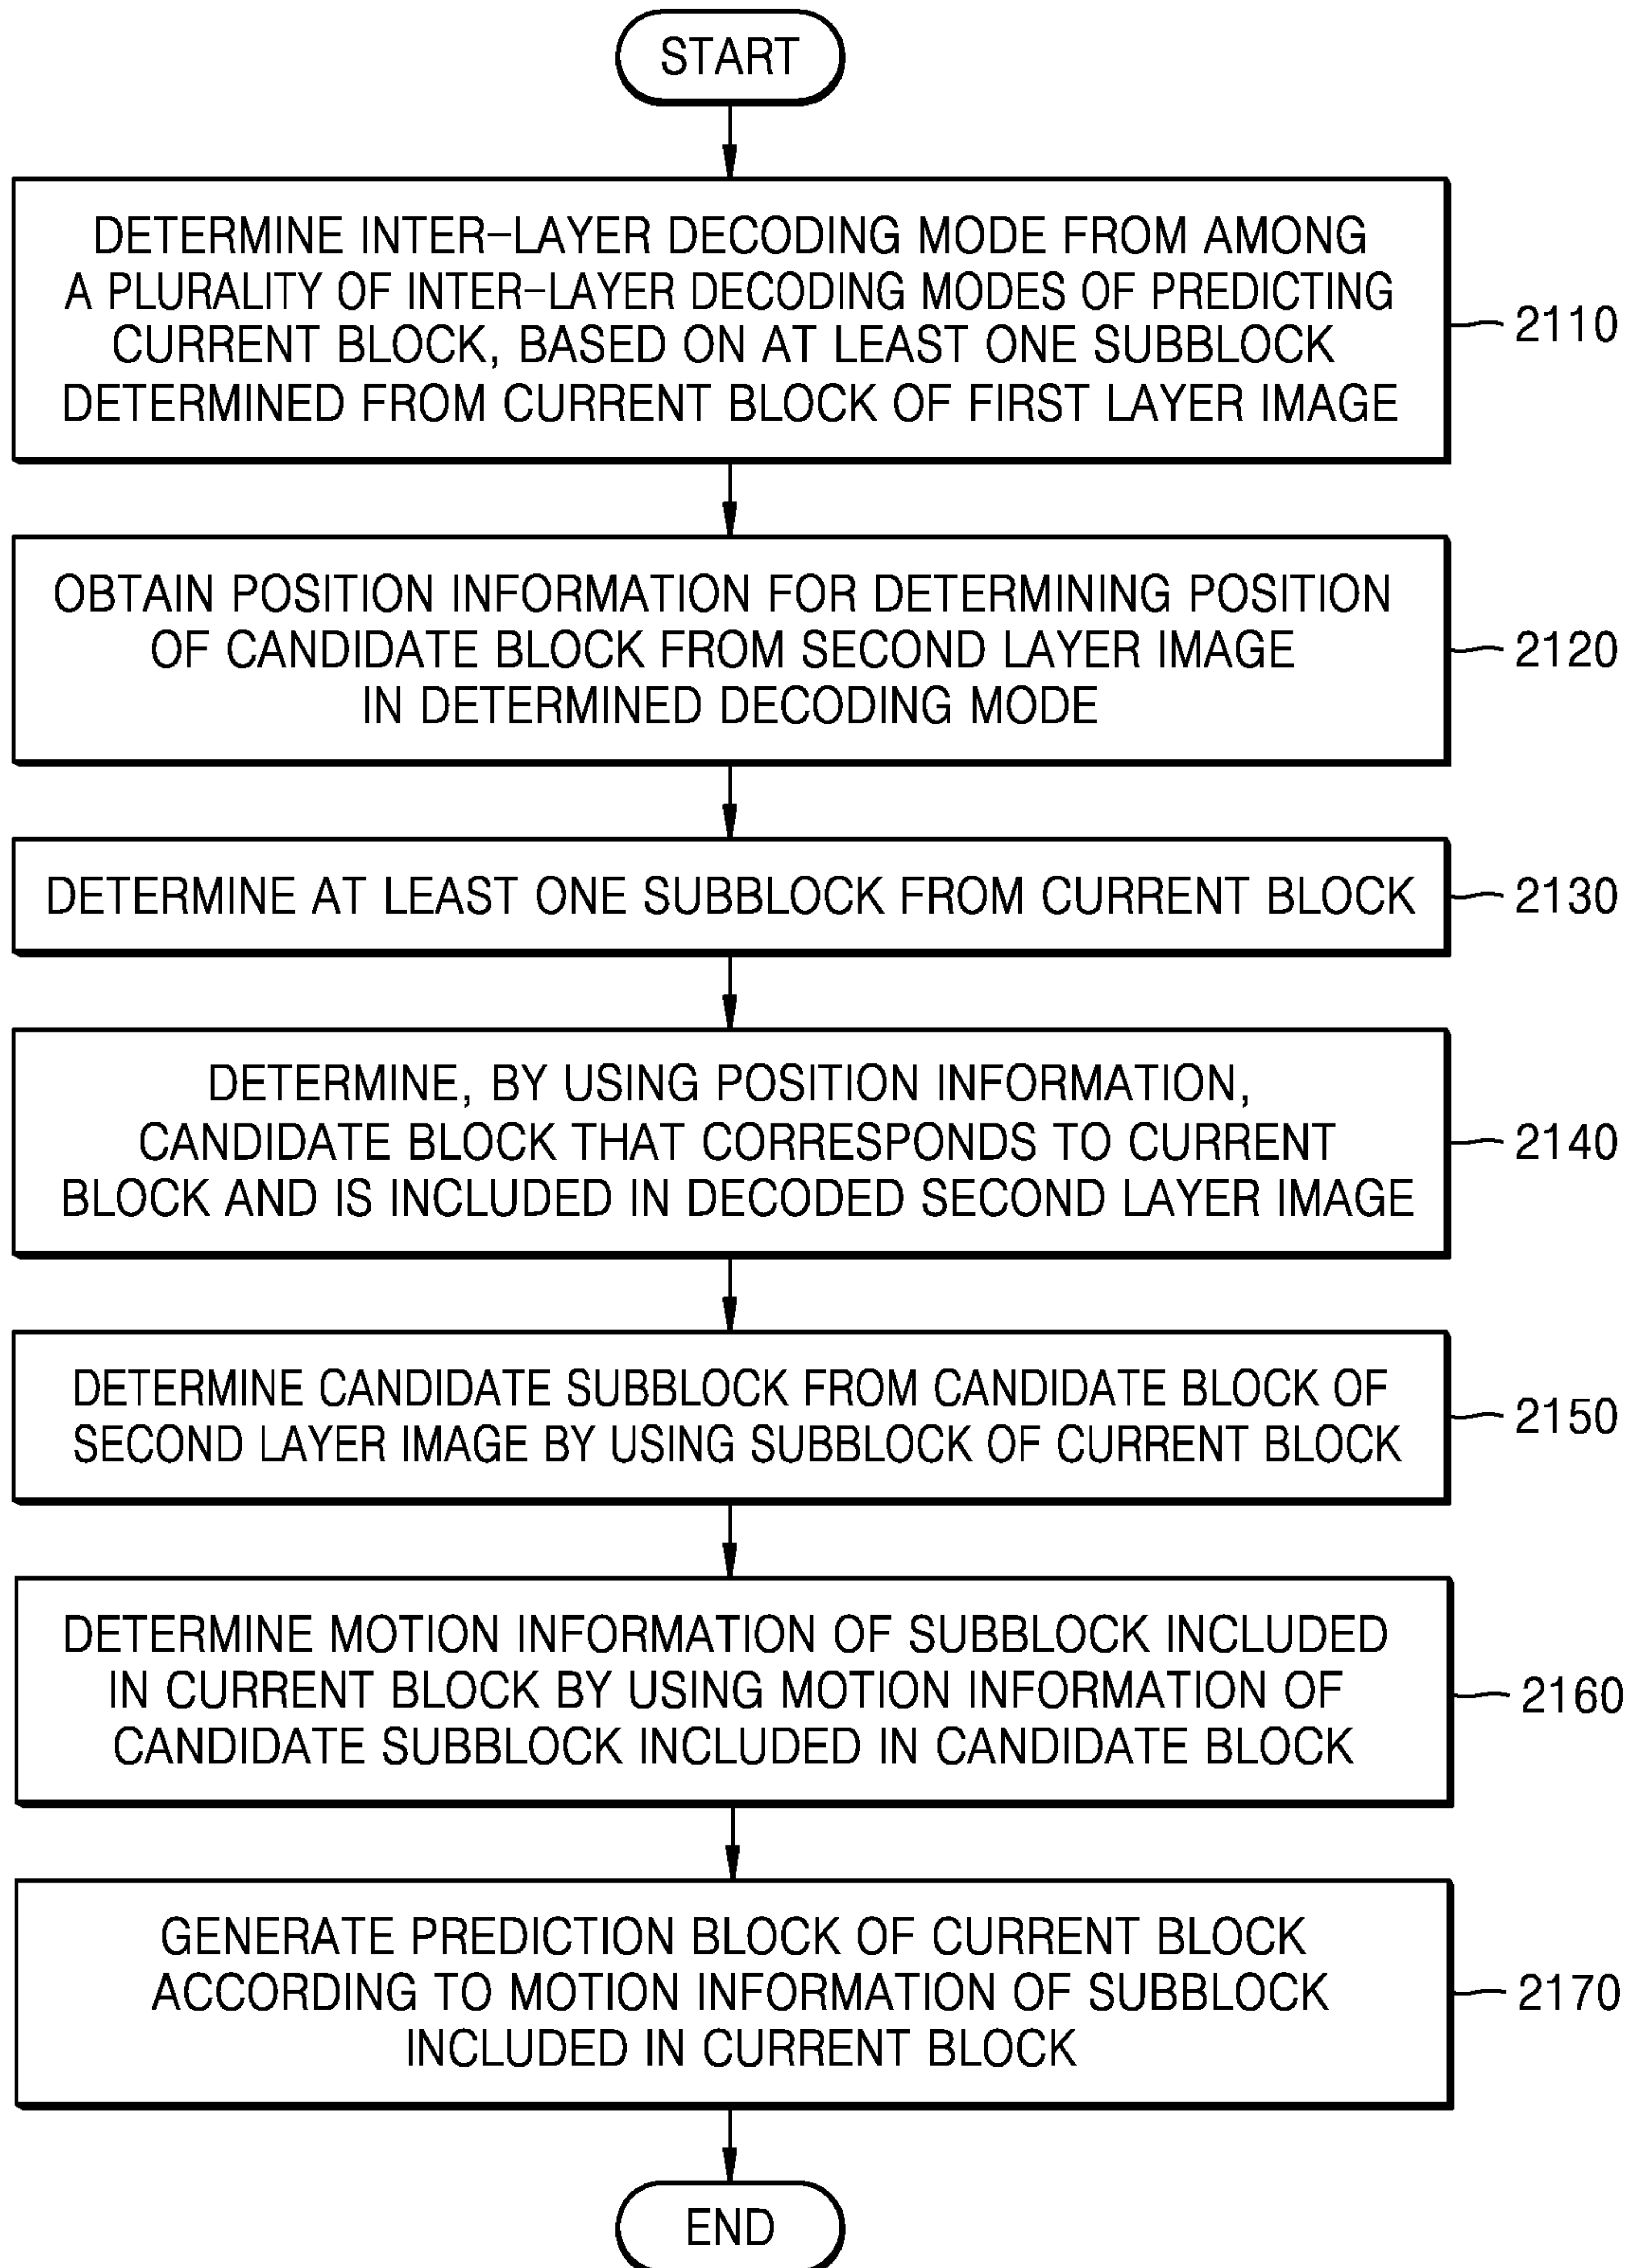 START
DETERMINE INTER-LAYER DECODING MODE FROM AMONG
A PLURALITY OF INTER-LAYER DECODING MODES OF PREDICTING
CURRENT BLOCK, BASED ON AT LEAST ONE SUBBLOCK
DETERMINED FROM CURRENT BLOCK OF FIRST LAYER IMAGE
2110
OBTAIN POSITION INFORMATION FOR DETERMINING POSITION
OF CANDIDATE BLOCK FROM SECOND LAYER IMAGE
IN DETERMINED DECODING MODE
2120
DETERMINE AT LEAST ONE SUBBLOCK FROM CURRENT BLOCK
2130
DETERMINE, BY USING POSITION INFORMATION,
CANDIDATE BLOCK THAT CORRESPONDS TO CURRENT
BLOCK AND IS INCLUDED IN DECODED SECOND LAYER IMAGE
2140
DETERMINE CANDIDATE SUBBLOCK FROM CANDIDATE BLOCK OF
SECOND LAYER IMAGE BY USING SUBBLOCK OF CURRENT BLOCK
2150
DETERMINE MOTION INFORMATION OF SUBBLOCK INCLUDED
IN CURRENT BLOCK BY USING MOTION INFORMATION OF
CANDIDATE SUBBLOCK INCLUDED IN CANDIDATE BLOCK
2160
GENERATE PREDICTION BLOCK OF CURRENT BLOCK
ACCORDING TO MOTION INFORMATION OF SUBBLOCK
INCLUDED IN CURRENT BLOCK
2170
END